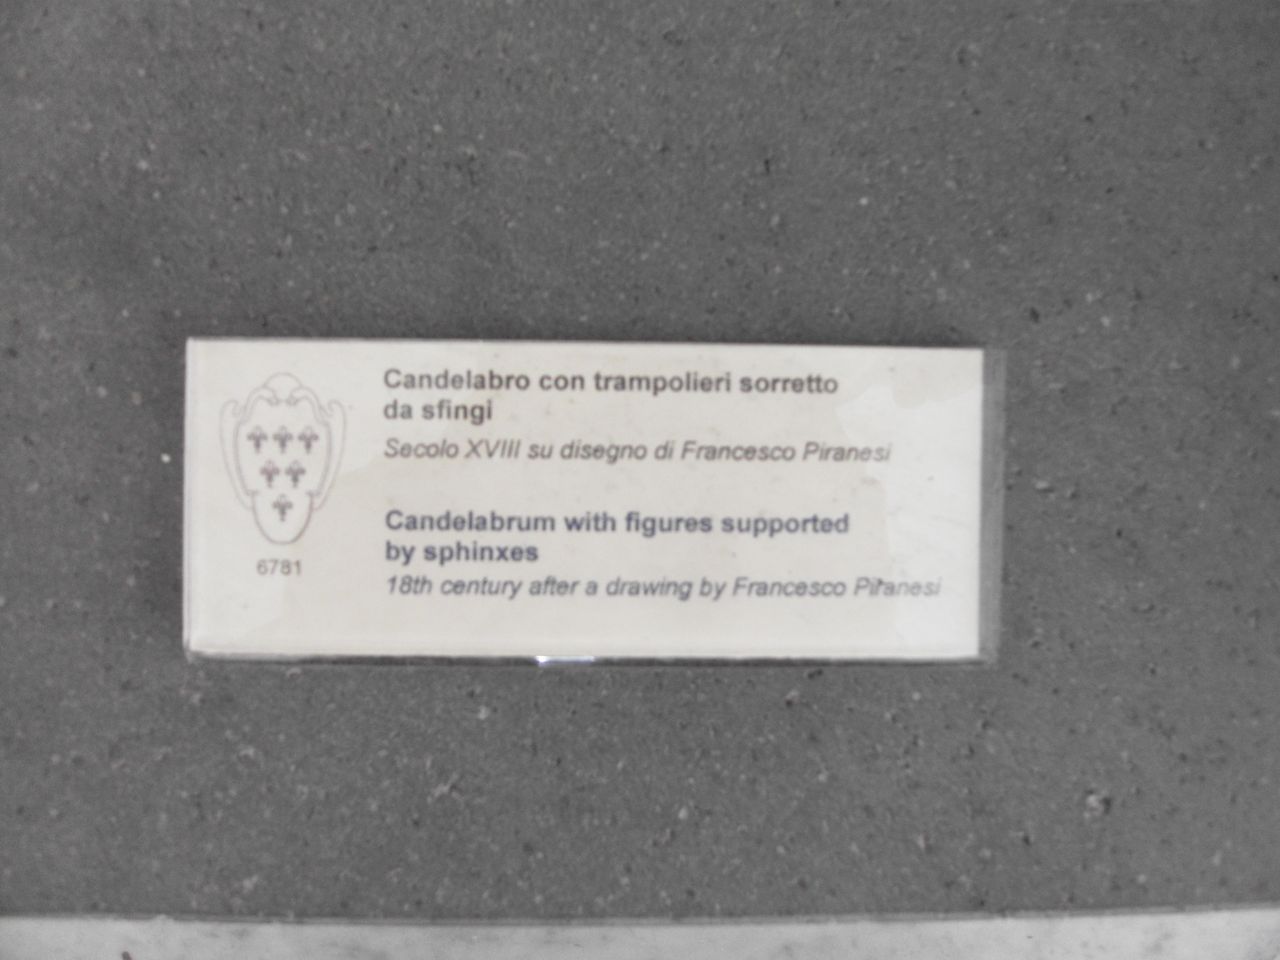 Candelabro con trampolieri sorretto
da sfingi
Secolo XVIII su disegno di Francesco Piranesi
Candelabrum with figures supported
by sphinxes
18th century after a drawing by Francesco Piranesi
6781